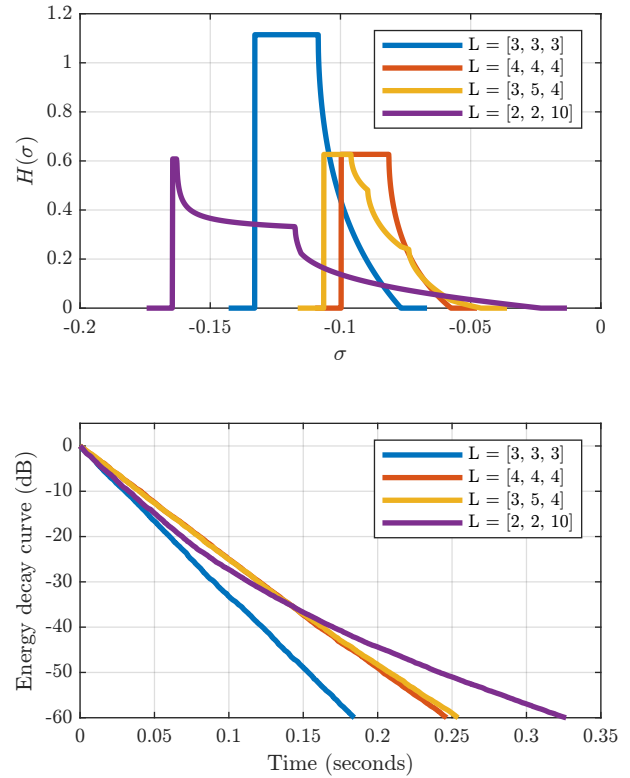 1.2
1
0.8
0.6
0.4
0.2
0
H(σ)
L = [3, 3, 3]
L = [4, 4, 4]
L = [3, 5, 4]
L = [2, 2, 10]
-0.2 -0.15 -0.1 -0.05 0
σ
0
-10
-20
-30
-40
-50
-60
Energy decay curve (dB)
L = [3, 3, 3]
L = [4, 4, 4]
L = [3, 5, 4]
L = [2, 2, 10]
0 0.05 0.1 0.15 0.2 0.25 0.3 0.35
Time (seconds)